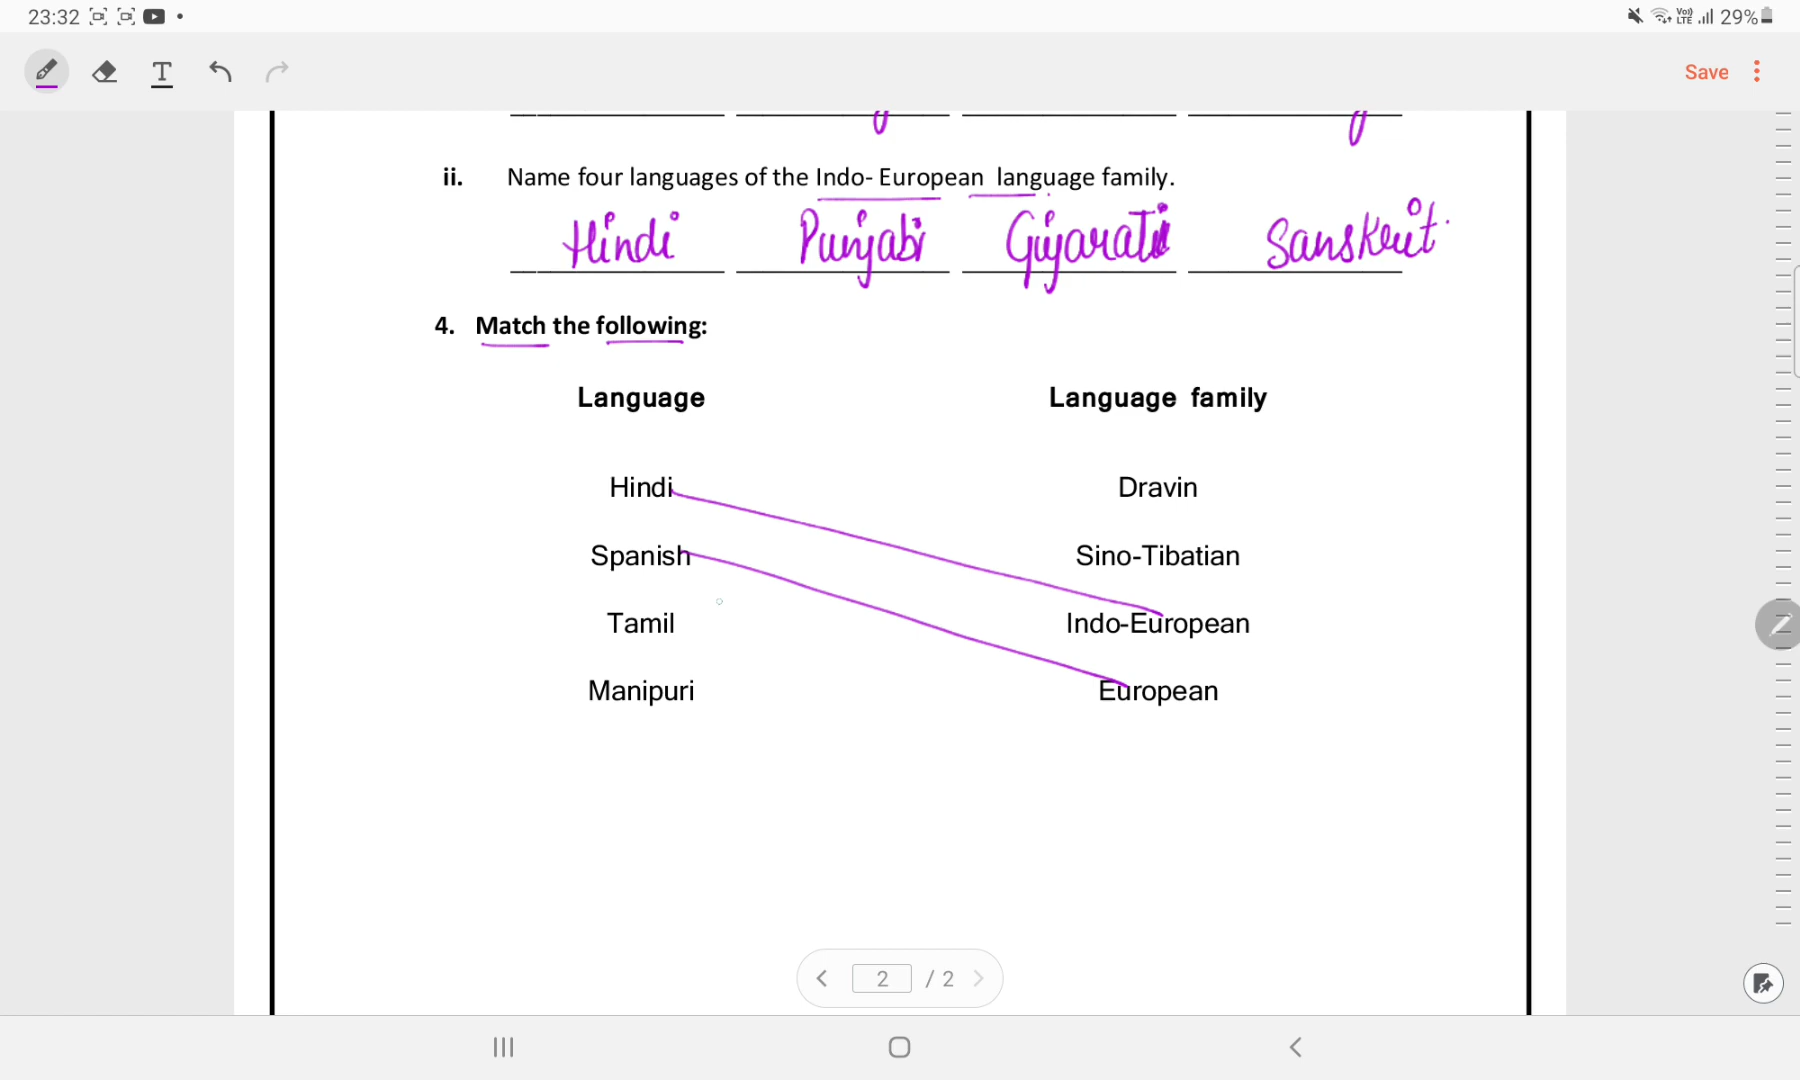 23:32 29%
T Save
ii. Name four languages of the Indo- European language family.
Hindi Punjabi Gujarati Sanskrit.
4. Match the following:
Language Language family
Hindi Dravin
Spanish Sino-Tibatian
Tamil Indo-European
Manipuri European
2 / 2